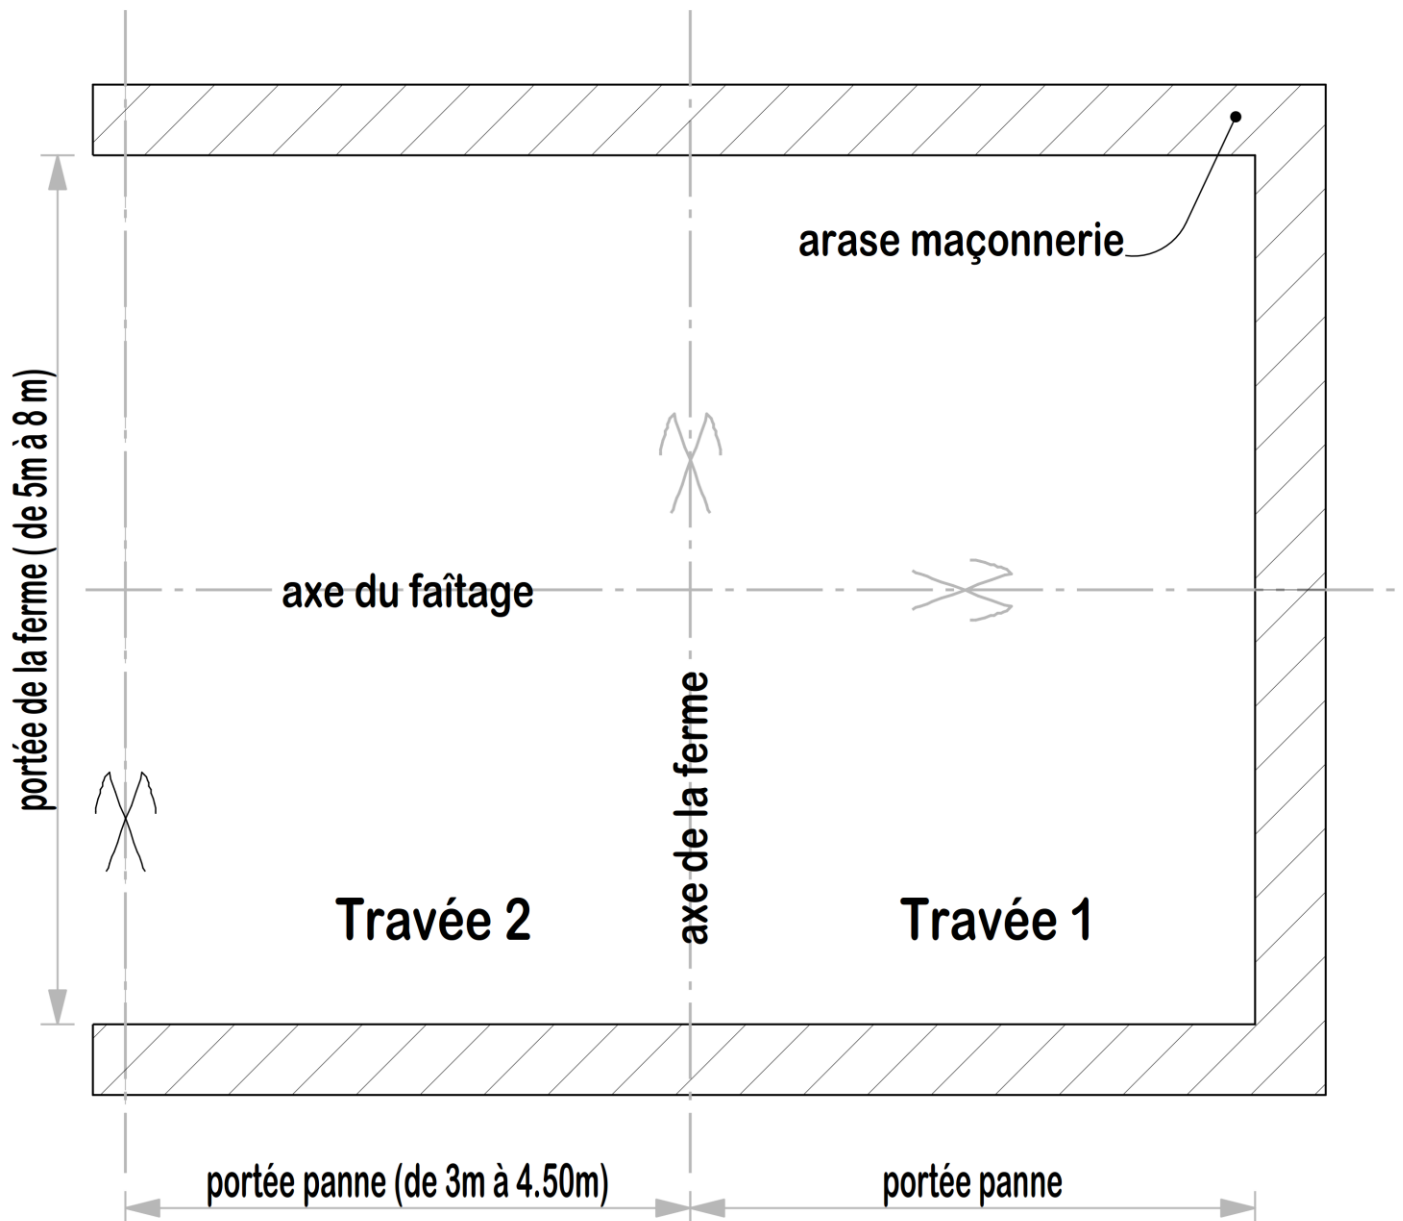 arase maçonnerie
portée de la ferme ( de 5m à 8 m)
axe du faîtage
axe de la ferme
Travée 2
Travée 1
portée panne (de 3m à 4.50m)
portée panne